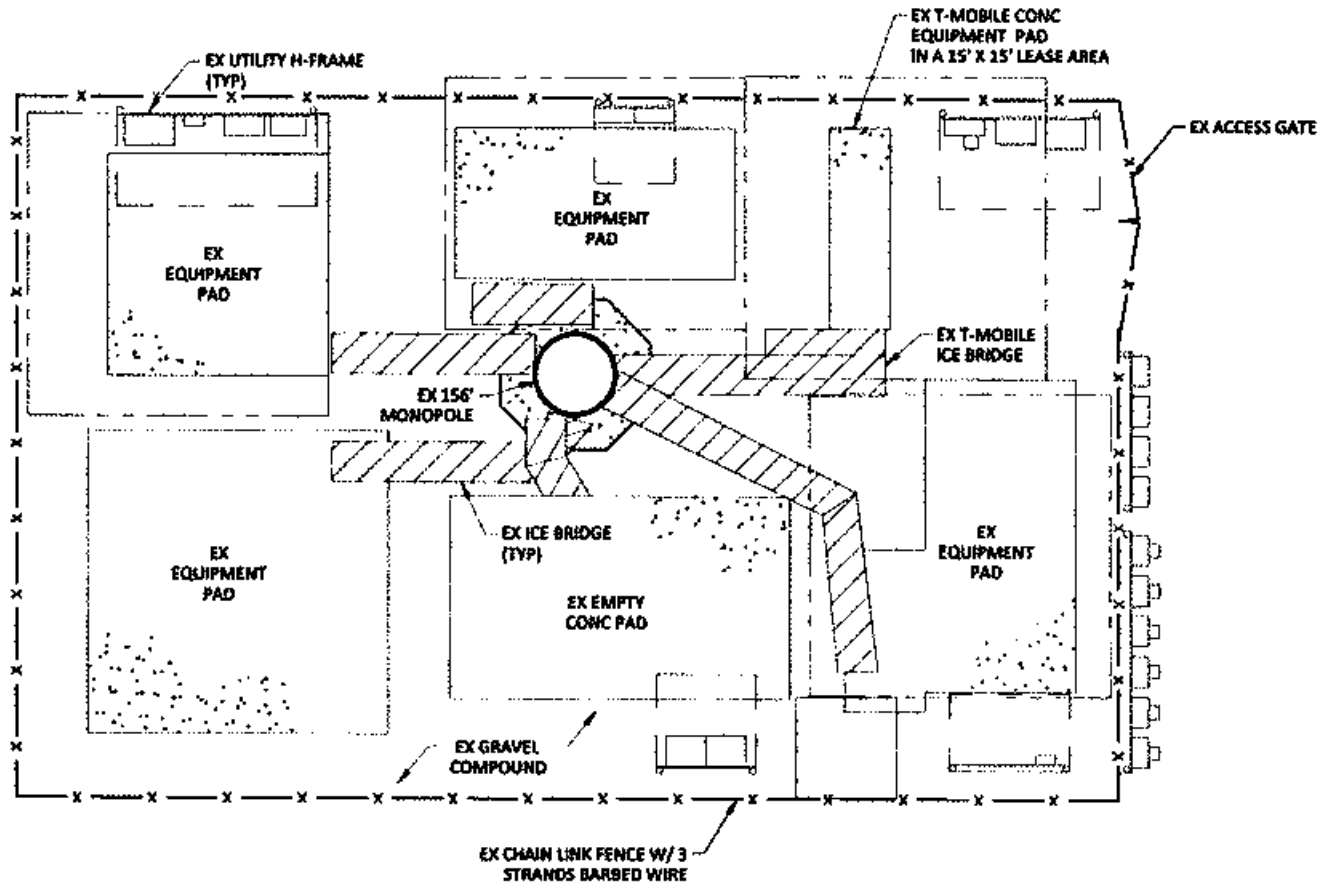 EX T-MOBILE CONC
EQUIPMENT PAD
IN A 15' X 15' LEASE AREA
EX UTILITY H-FRAME
(TYP)
EX ACCESS GATE
EX
EQUIPMENT
PAD
EX
EQUIPMENT
PAD
EX T-MOBILE
ICE BRIDGE
EX 156'
MONOPOLE
EX ICE BRIDGE
(TYP)
EX
EQUIPMENT
PAD
EX
EQUIPMENT
PAD
EX EMPTY
CONC PAD
EX GRAVEL
COMPOUND
EX CHAIN LINK FENCE W/ 3
STRANDS BARBED WIRE